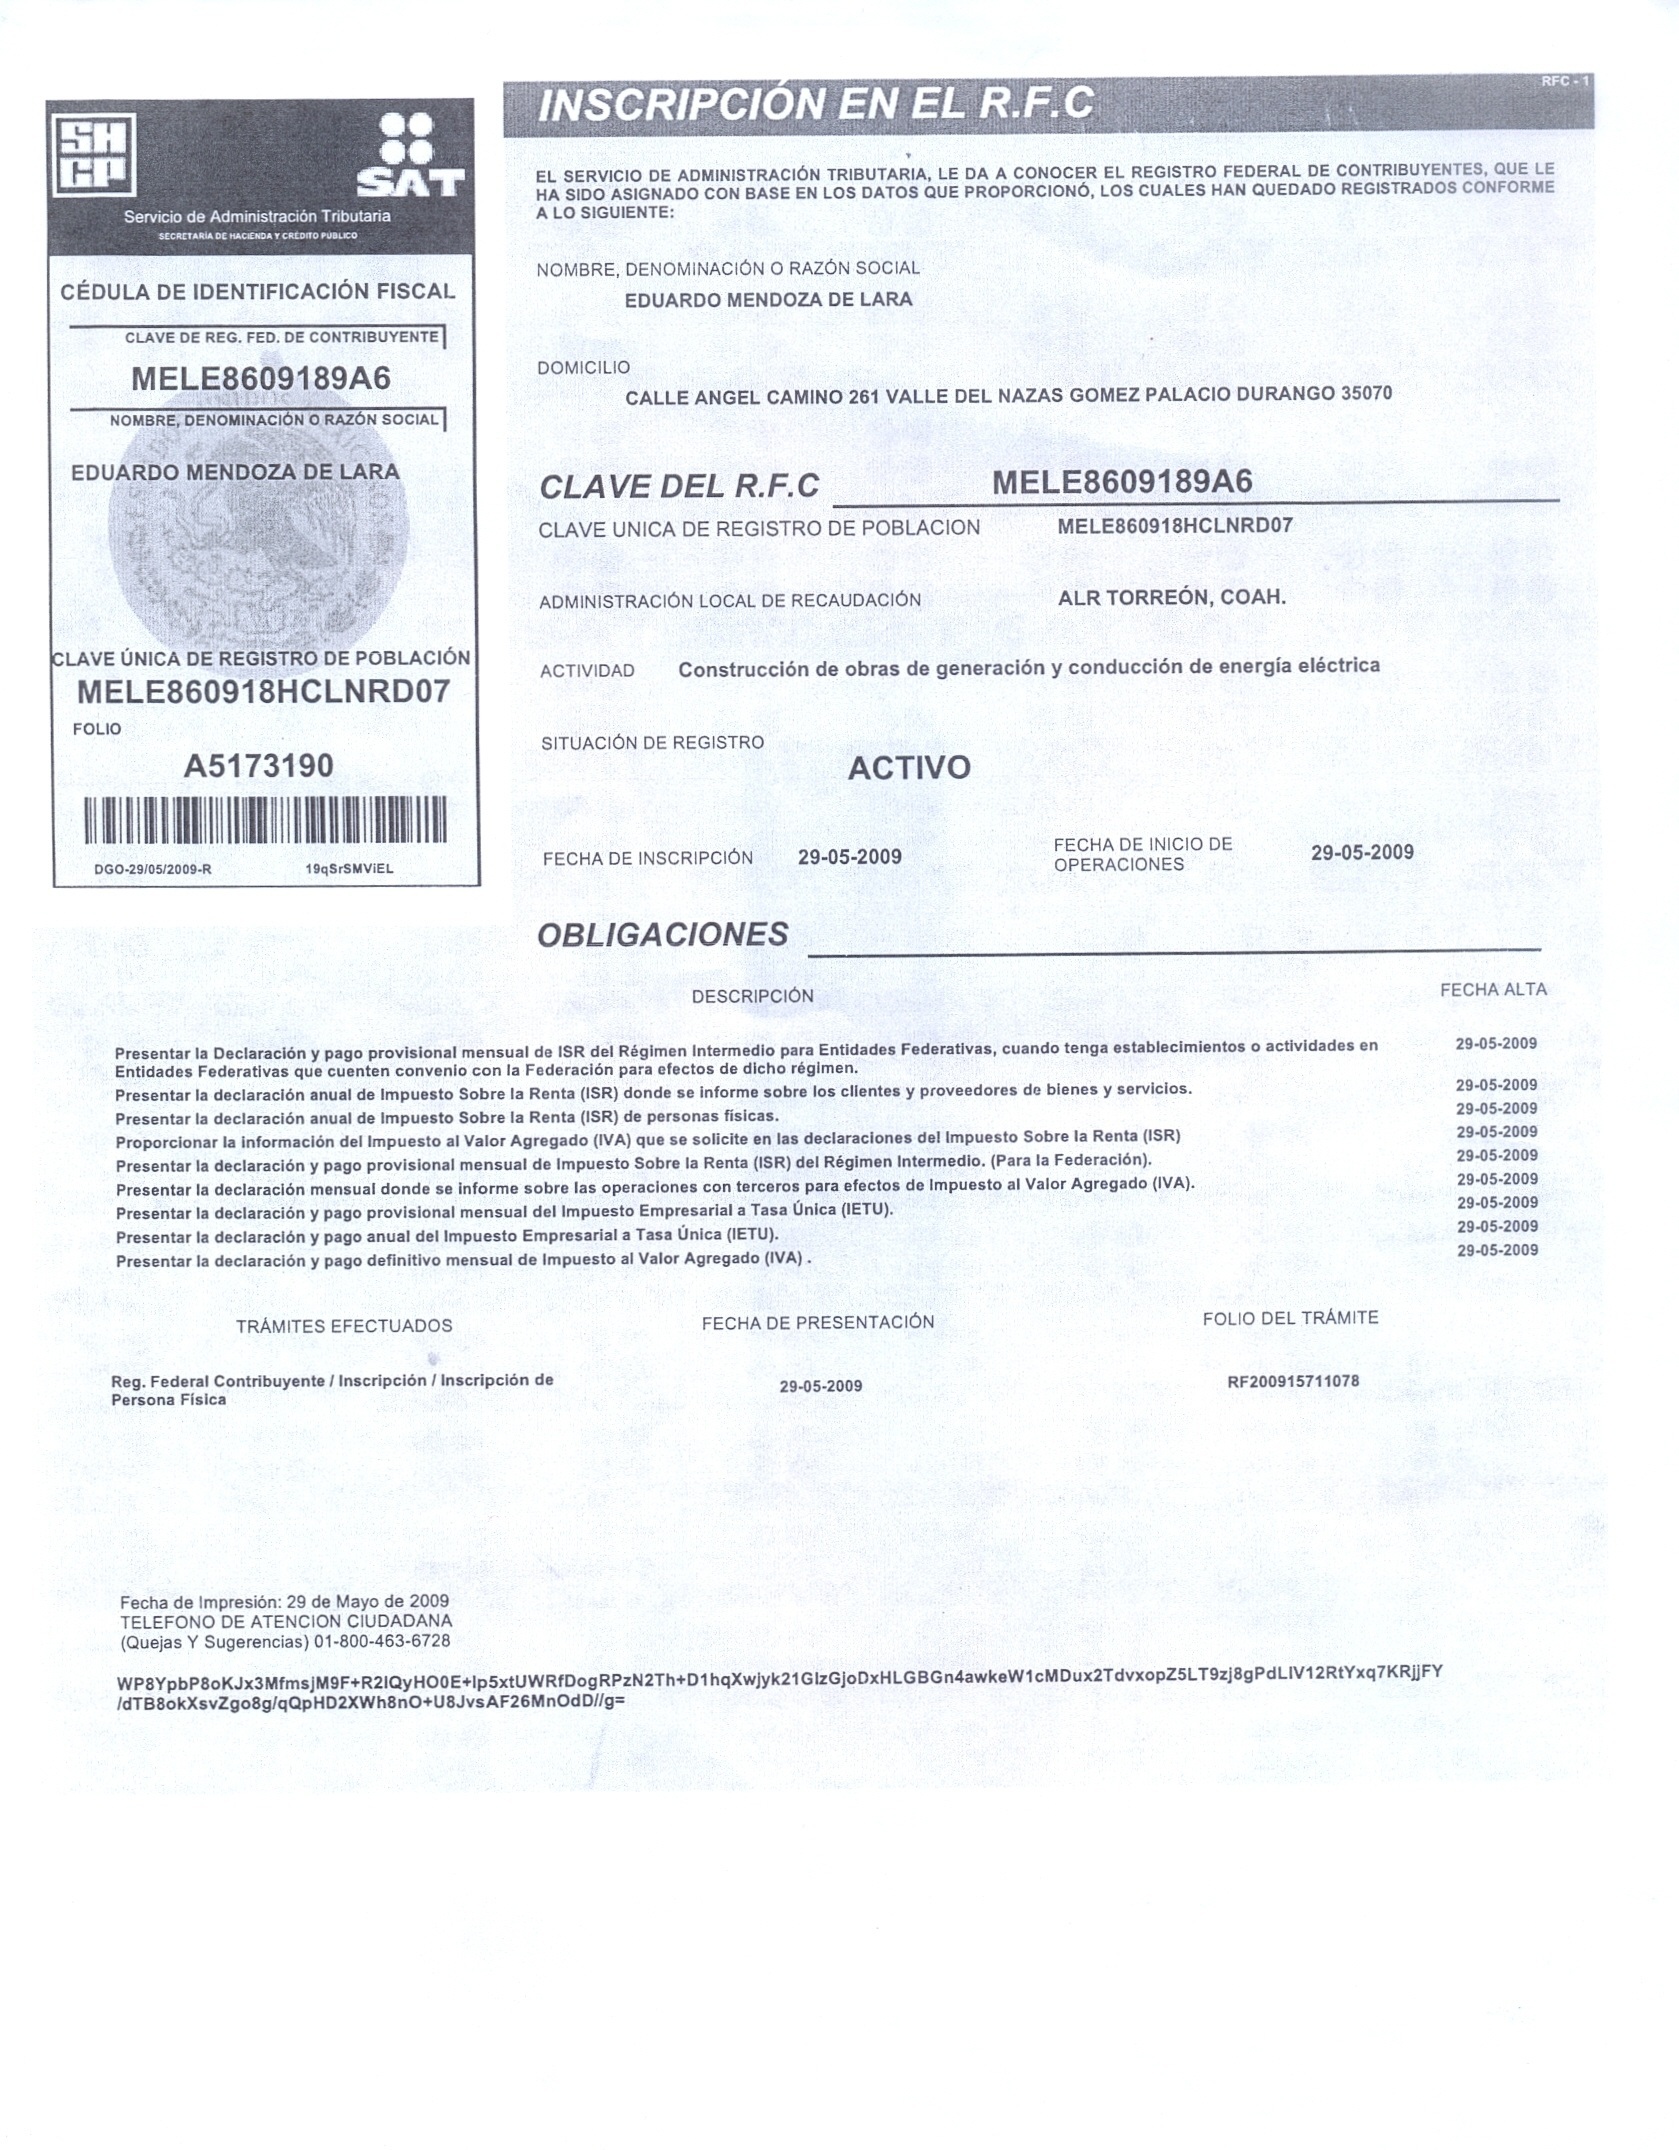 SHCP
SAT
Servicio de Administración Tributaria
SECRETARÍA DE HACIENDA Y CRÉDITO PÚBLICO
CÉDULA DE IDENTIFICACIÓN FISCAL
CLAVE DE REG. FED. DE CONTRIBUYENTE
MELE8609189A6
NOMBRE, DENOMINACIÓN O RAZÓN SOCIAL
EDUARDO MENDOZA DE LARA
CLAVE ÚNICA DE REGISTRO DE POBLACIÓN
MELE860918HCLNRD07
FOLIO
A5173190
DGO-29/05/2009-R 19qSrSMViEL
RFC - 1
INSCRIPCIÓN EN EL R.F.C
EL SERVICIO DE ADMINISTRACIÓN TRIBUTARIA, LE DA A CONOCER EL REGISTRO FEDERAL DE CONTRIBUYENTES, QUE LE
HA SIDO ASIGNADO CON BASE EN LOS DATOS QUE PROPORCIONÓ, LOS CUALES HAN QUEDADO REGISTRADOS CONFORME
A LO SIGUIENTE:
NOMBRE, DENOMINACIÓN O RAZÓN SOCIAL
EDUARDO MENDOZA DE LARA
DOMICILIO
CALLE ANGEL CAMINO 261 VALLE DEL NAZAS GOMEZ PALACIO DURANGO 35070
CLAVE DEL R.F.C MELE8609189A6
CLAVE UNICA DE REGISTRO DE POBLACION MELE860918HCLNRD07
ADMINISTRACIÓN LOCAL DE RECAUDACIÓN ALR TORREÓN, COAH.
ACTIVIDAD Construcción de obras de generación y conducción de energía eléctrica
SITUACIÓN DE REGISTRO
ACTIVO
FECHA DE INSCRIPCIÓN 29-05-2009 FECHA DE INICIO DE
OPERACIONES 29-05-2009
OBLIGACIONES
DESCRIPCIÓN FECHA ALTA
Presentar la Declaración y pago provisional mensual de ISR del Régimen Intermedio para Entidades Federativas, cuando tenga establecimientos o actividades en 29-05-2009
Entidades Federativas que cuenten convenio con la Federación para efectos de dicho régimen.
Presentar la declaración anual de Impuesto Sobre la Renta (ISR) donde se informe sobre los clientes y proveedores de bienes y servicios. 29-05-2009
Presentar la declaración anual de Impuesto Sobre la Renta (ISR) de personas físicas. 29-05-2009
Proporcionar la información del Impuesto al Valor Agregado (IVA) que se solicite en las declaraciones del Impuesto Sobre la Renta (ISR) 29-05-2009
Presentar la declaración y pago provisional mensual de Impuesto Sobre la Renta (ISR) del Régimen Intermedio. (Para la Federación). 29-05-2009
Presentar la declaración mensual donde se informe sobre las operaciones con terceros para efectos de Impuesto al Valor Agregado (IVA). 29-05-2009
Presentar la declaración y pago provisional mensual del Impuesto Empresarial a Tasa Única (IETU). 29-05-2009
Presentar la declaración y pago anual del Impuesto Empresarial a Tasa Única (IETU). 29-05-2009
Presentar la declaración y pago definitivo mensual de Impuesto al Valor Agregado (IVA) . 29-05-2009
TRÁMITES EFECTUADOS FECHA DE PRESENTACIÓN FOLIO DEL TRÁMITE
Reg. Federal Contribuyente / Inscripción / Inscripción de 29-05-2009 RF200915711078
Persona Física
Fecha de Impresión: 29 de Mayo de 2009
TELEFONO DE ATENCION CIUDADANA
(Quejas Y Sugerencias) 01-800-463-6728
WP8YpbP8oKJx3MfmsjM9F+R2IQyHO0E+Ip5xtUWRfDogRPzN2Th+D1hqXwjyk21GIzGjoDxHLGBGn4awkeW1cMDux2TdvxopZ5LT9zj8gPdLIV12RtYxq7KRjjFY
/dTB8okXsvZgo8g/qQpHD2XWh8nO+U8JvsAF26MnOdD//g=